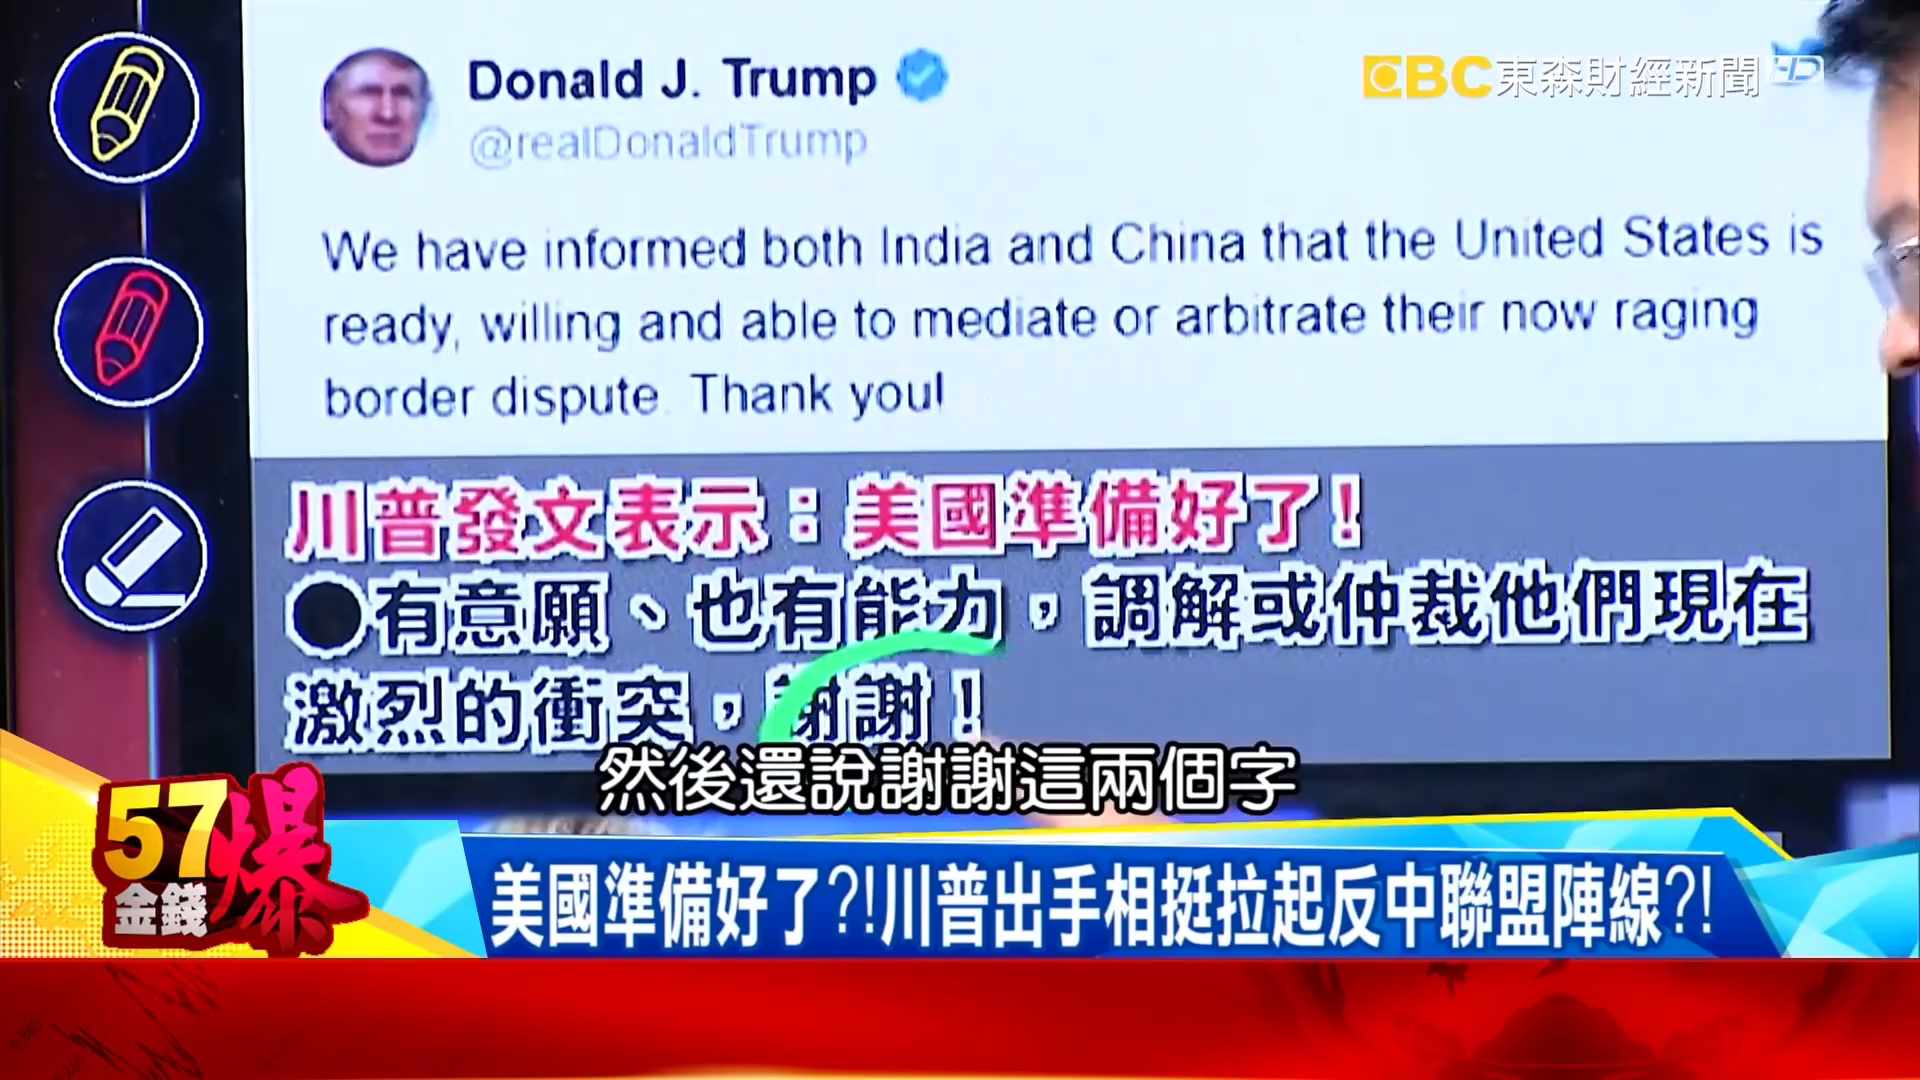 Donald J. Trump
@realDonaldTrump
EBC 東森財經新聞 HD
We have informed both India and China that the United States is
ready, willing and able to mediate or arbitrate their now raging
border dispute. Thank you!
川普發文表示：美國準備好了！
●有意願、也有能力，調解或仲裁他們現在
激烈的衝突，謝謝！
然後還說謝謝這兩個字
57爆
金錢
美國準備好了?!川普出手相挺拉起反中聯盟陣線?!